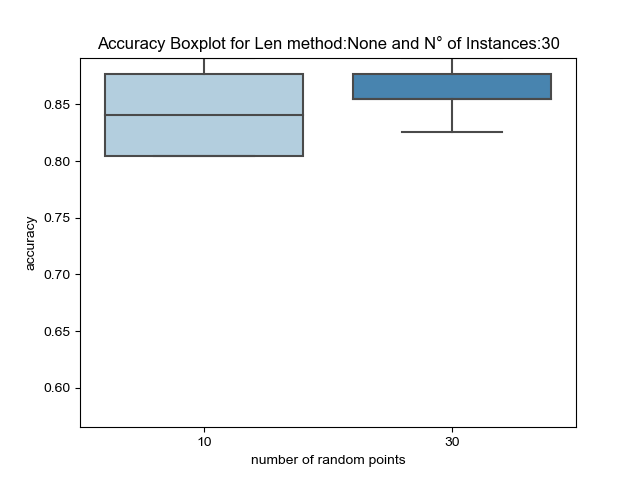 Accuracy Boxplot for Len method:None and N° of Instances:30
accuracy
0.85
0.80
0.75
0.70
0.65
0.60
10
30
number of random points